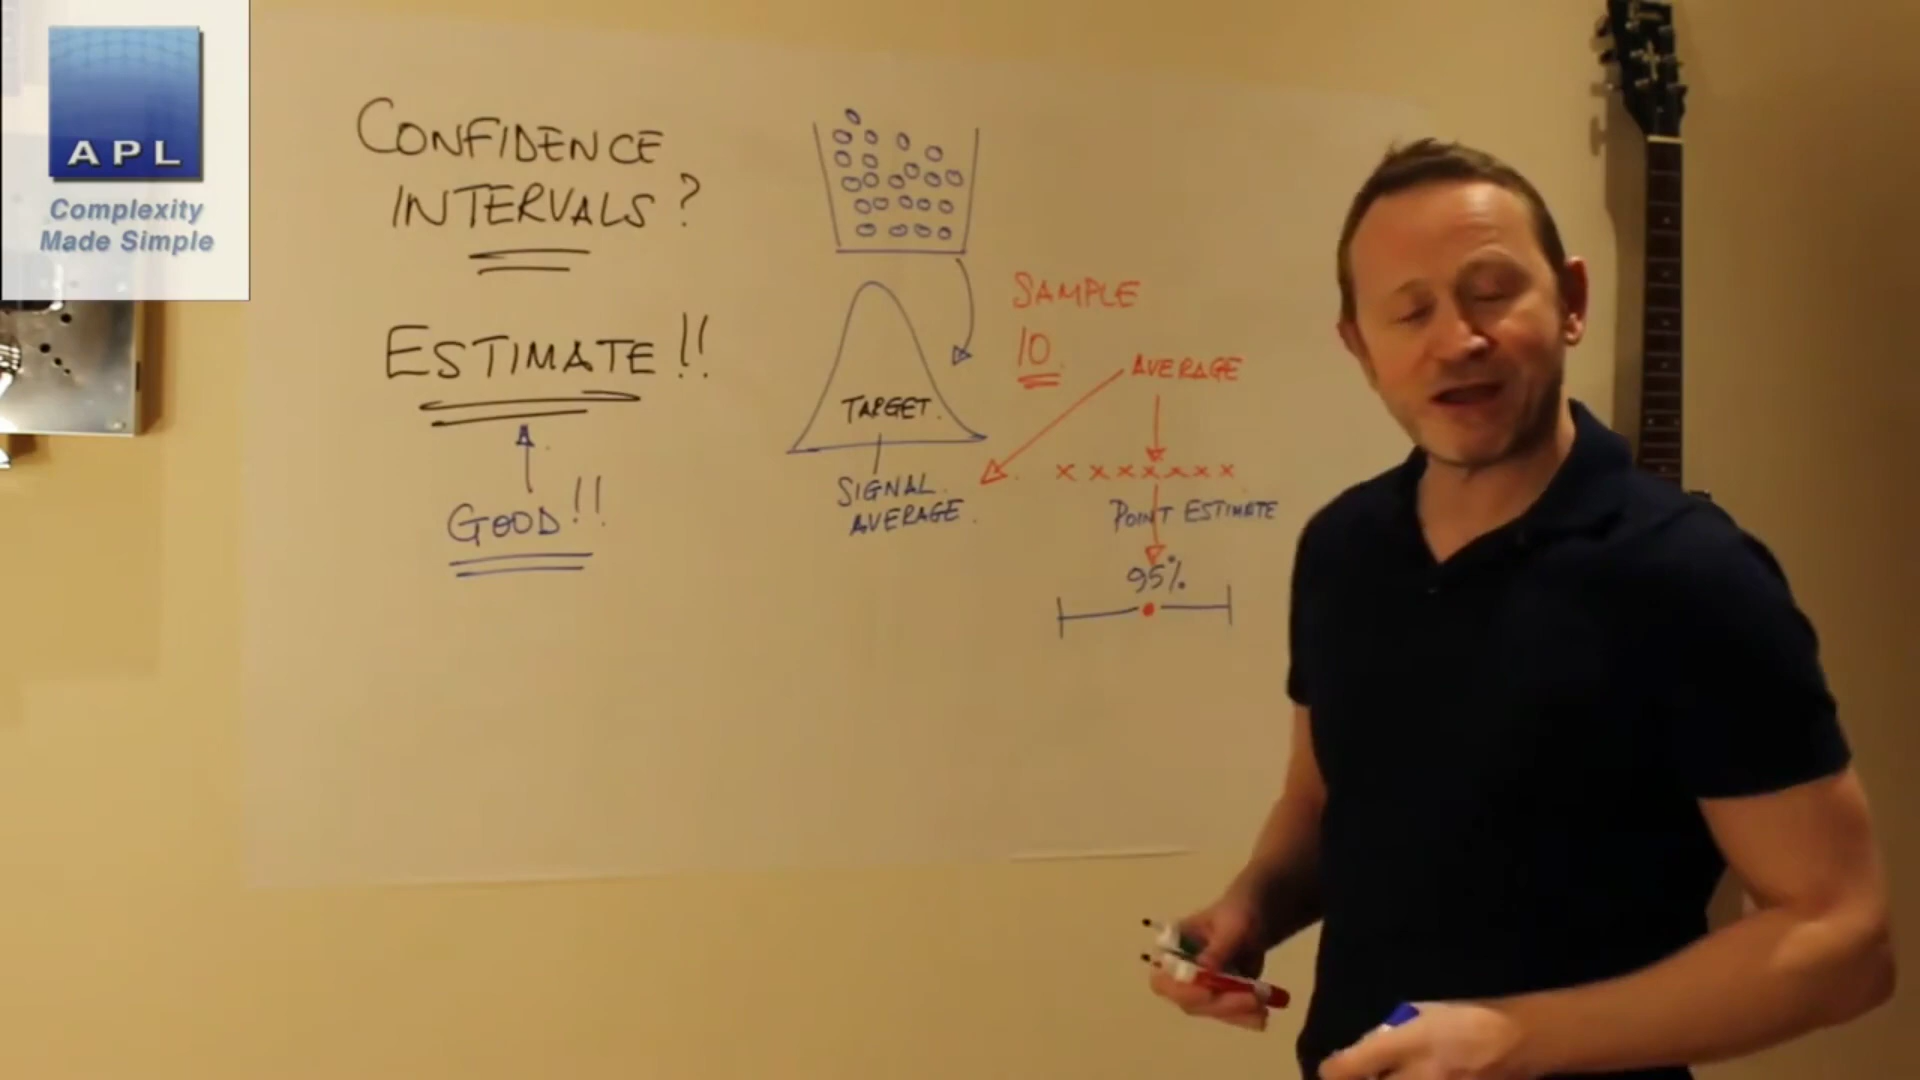 APL
Complexity
Made Simple
CONFIDENCE
INTERVALS?
ESTIMATE!!
GOOD!!
TARGET.
SIGNAL
AVERAGE.
SAMPLE
10.
AVERAGE
x x x x x x x
POINT ESTIMATE
95%